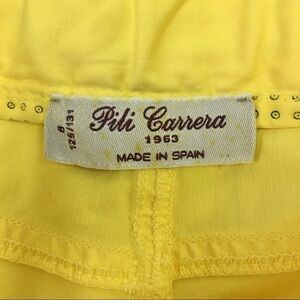 8
125/131
Pili Carrera
1963
MADE IN SPAIN